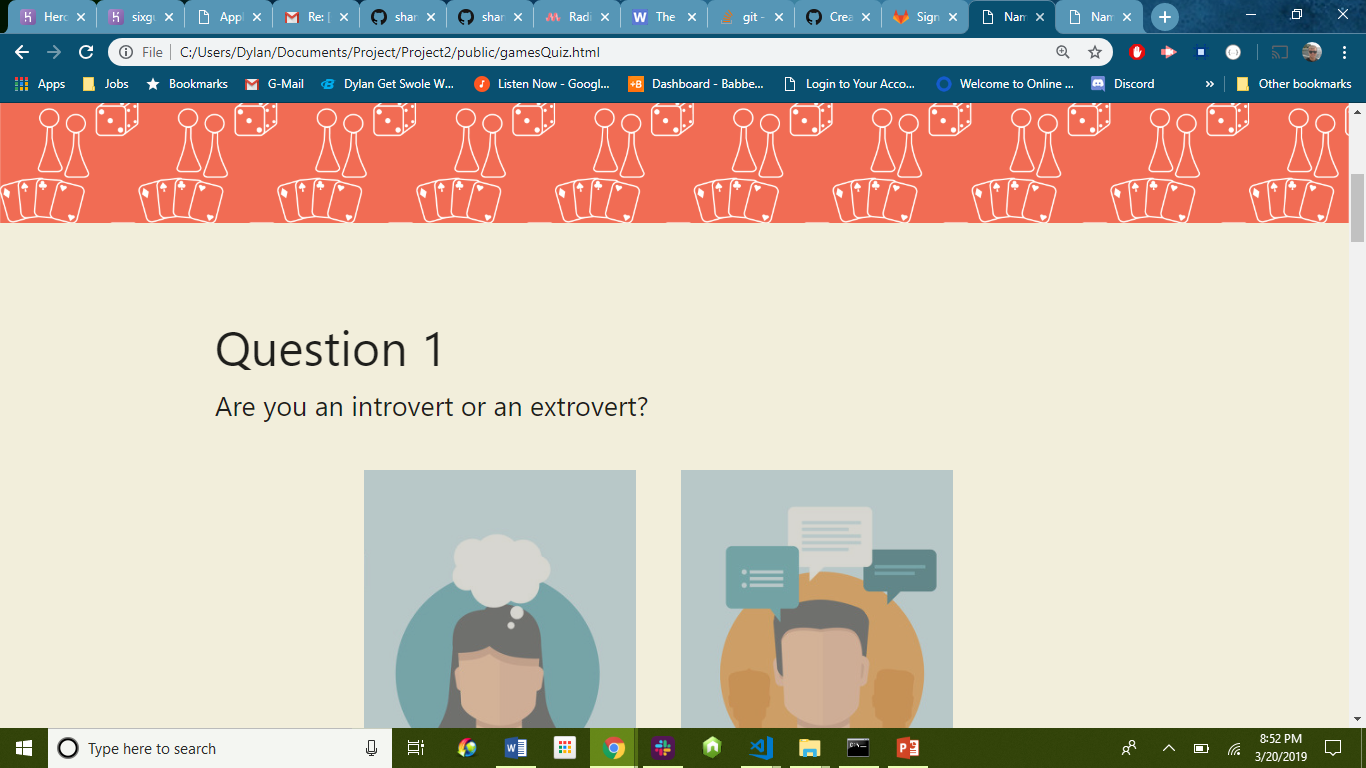 Hero
sixgu
Appl
Re: [
shar
shar
Radi
The
git -
Crea
Sign
Nam
Nam
File
C:/Users/Dylan/Documents/Project/Project2/public/gamesQuiz.html
Apps
Jobs
Bookmarks
G-Mail
Dylan Get Swole W...
Listen Now - Googl...
Dashboard - Babbe...
Login to Your Acco...
Welcome to Online ...
Discord
»
Other bookmarks
Question 1
Are you an introvert or an extrovert?
Type here to search
8:52 PM
3/20/2019